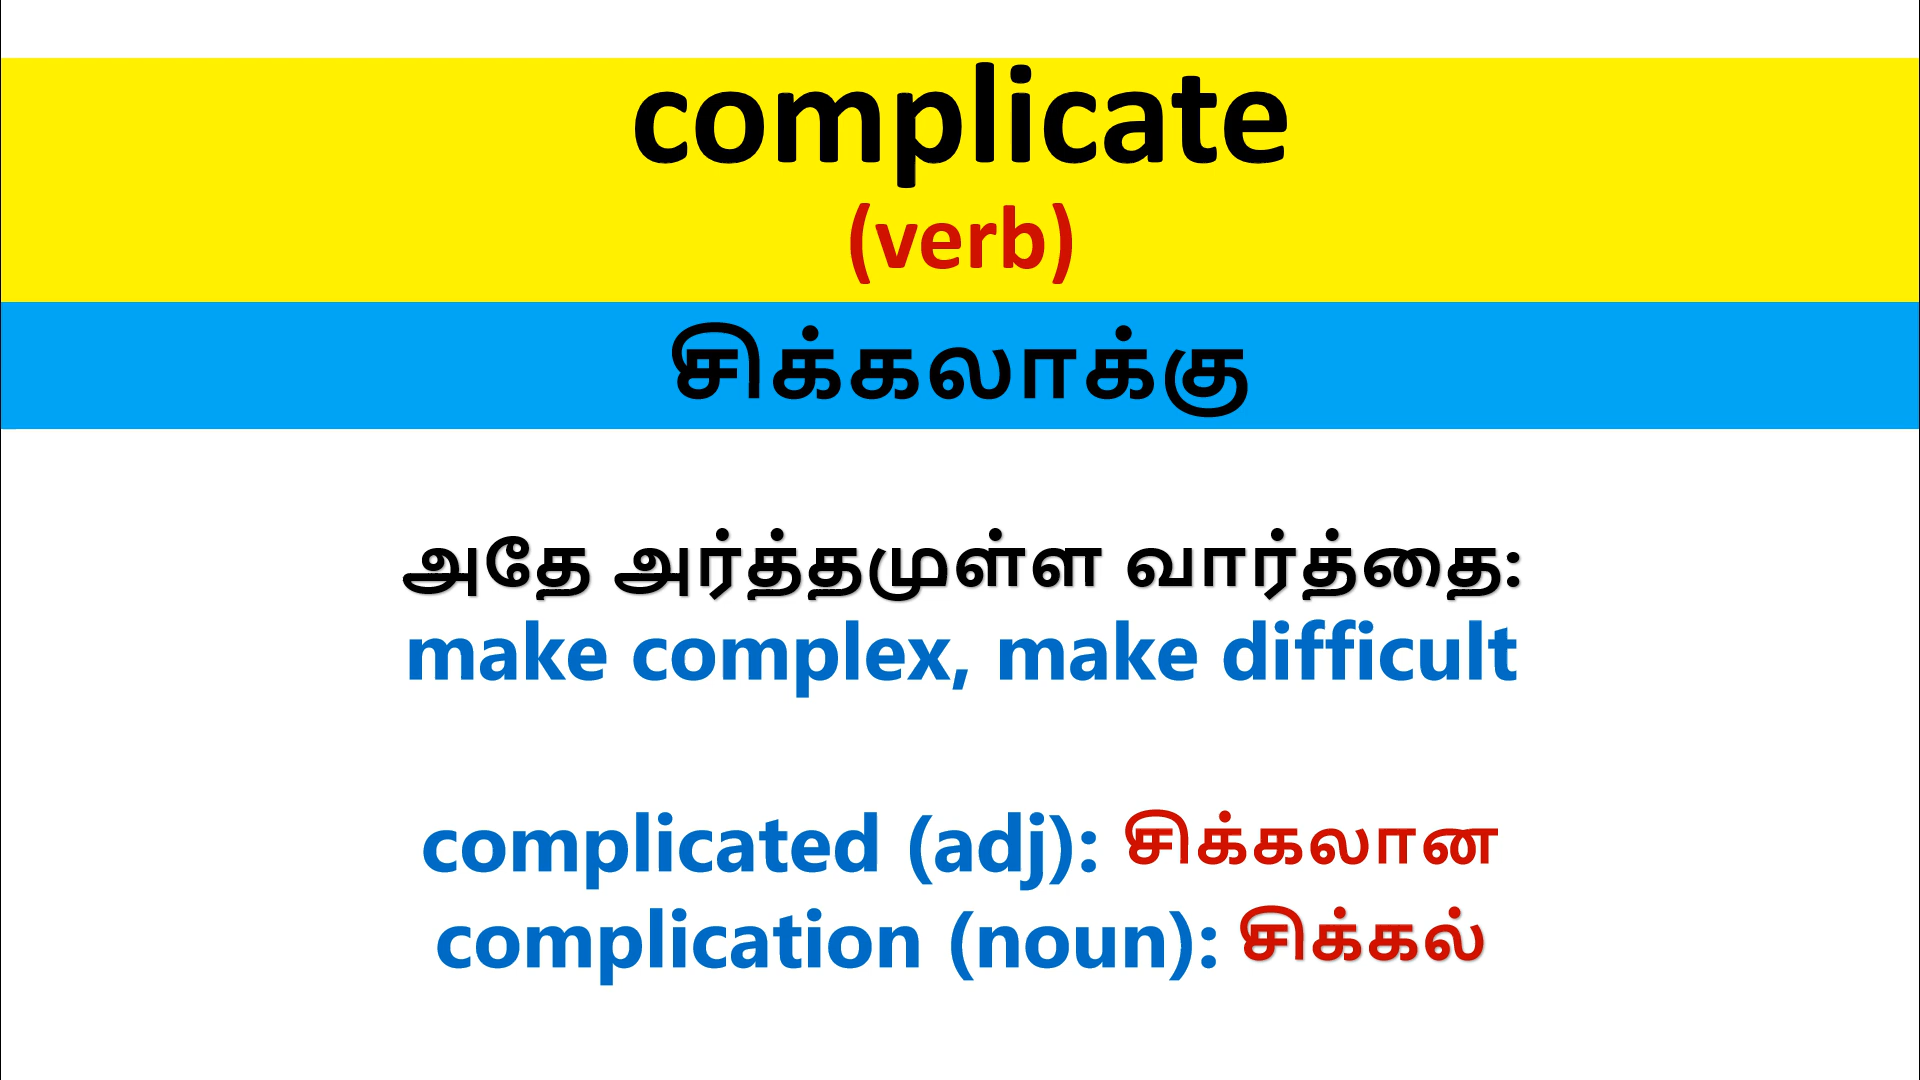 complicate
(verb)
சிக்கலாக்கு
அதே அர்த்தமுள்ள வார்த்தை:
make complex, make difficult
complicated (adj): சிக்கலான
complication (noun): சிக்கல்